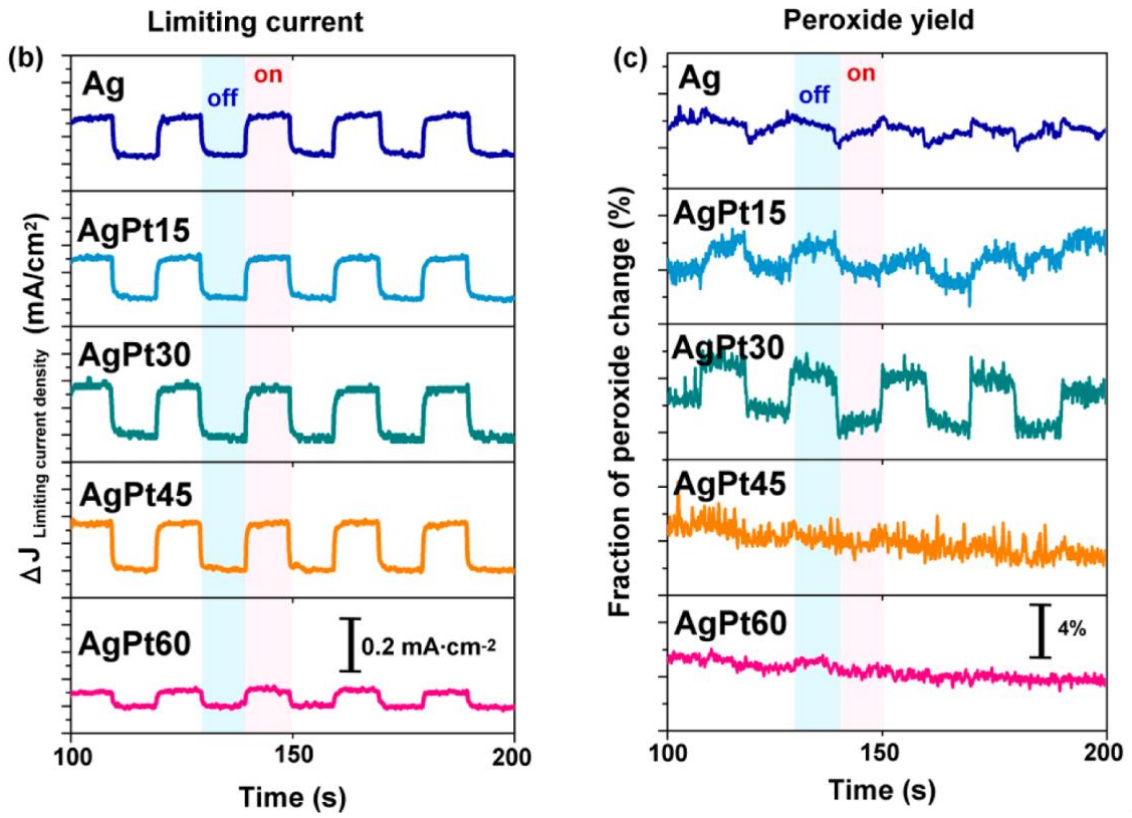 Limiting current
(b)
Ag
off
on
AgPt15
AgPt30
AgPt45
AgPt60
0.2 mA·cm-2
ΔJ Limiting current density (mA/cm²)
100
150
200
Time (s)
Peroxide yield
(c)
Ag
off
on
AgPt15
AgPt30
AgPt45
AgPt60
4%
Fraction of peroxide change (%)
100
150
200
Time (s)